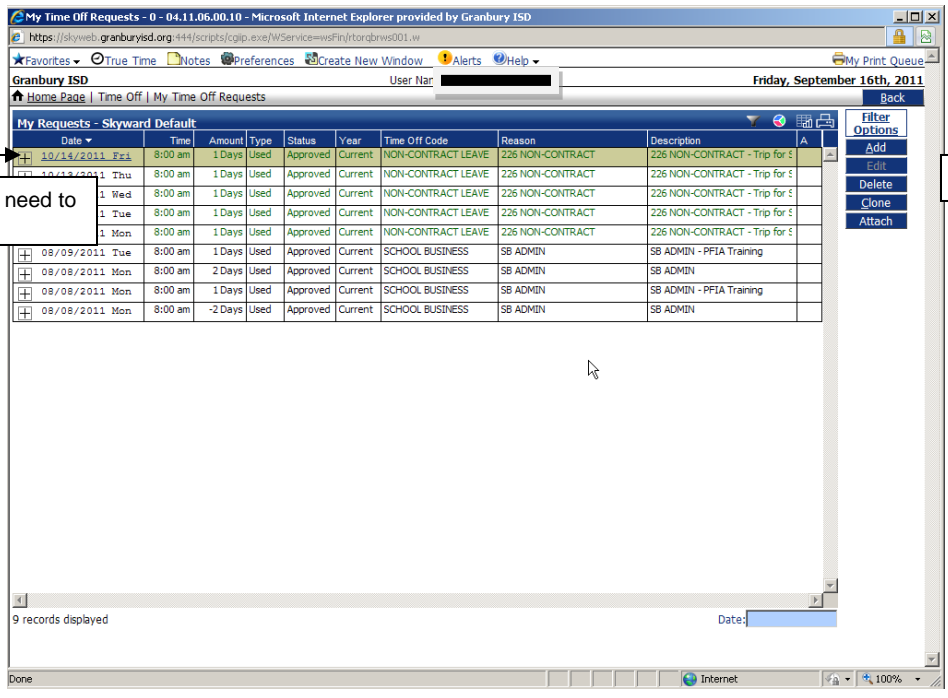 My Time Off Requests - 0 - 04.11.06.00.10 - Microsoft Internet Explorer provided by Granbury ISD
https://skyweb.granburyisd.org:444/scripts/cgiip.exe/WService=wsFin/rtorqbrws001.w
Favorites True Time Notes Preferences Create New Window Alerts Help My Print Queue
Granbury ISD User Nar Friday, September 16th, 2011
Home Page | Time Off | My Time Off Requests Back
My Requests - Skyward Default
Filter Options
Date Time Amount Type Status Year Time Off Code Reason Description A
Add
10/14/2011 Fri 8:00 am 1 Days Used Approved Current NON-CONTRACT LEAVE 226 NON-CONTRACT 226 NON-CONTRACT - Trip for S
Edit
10/13/2011 Thu 8:00 am 1 Days Used Approved Current NON-CONTRACT LEAVE 226 NON-CONTRACT 226 NON-CONTRACT - Trip for S
Delete
need to
1 Wed 8:00 am 1 Days Used Approved Current NON-CONTRACT LEAVE 226 NON-CONTRACT 226 NON-CONTRACT - Trip for S
Clone
1 Tue 8:00 am 1 Days Used Approved Current NON-CONTRACT LEAVE 226 NON-CONTRACT 226 NON-CONTRACT - Trip for S
Attach
1 Mon 8:00 am 1 Days Used Approved Current NON-CONTRACT LEAVE 226 NON-CONTRACT 226 NON-CONTRACT - Trip for S
08/09/2011 Tue 8:00 am 1 Days Used Approved Current SCHOOL BUSINESS SB ADMIN SB ADMIN - PFIA Training
08/08/2011 Mon 8:00 am 2 Days Used Approved Current SCHOOL BUSINESS SB ADMIN SB ADMIN
08/08/2011 Mon 8:00 am 1 Days Used Approved Current SCHOOL BUSINESS SB ADMIN SB ADMIN - PFIA Training
08/08/2011 Mon 8:00 am -2 Days Used Approved Current SCHOOL BUSINESS SB ADMIN SB ADMIN
9 records displayed Date:
Done Internet 100%